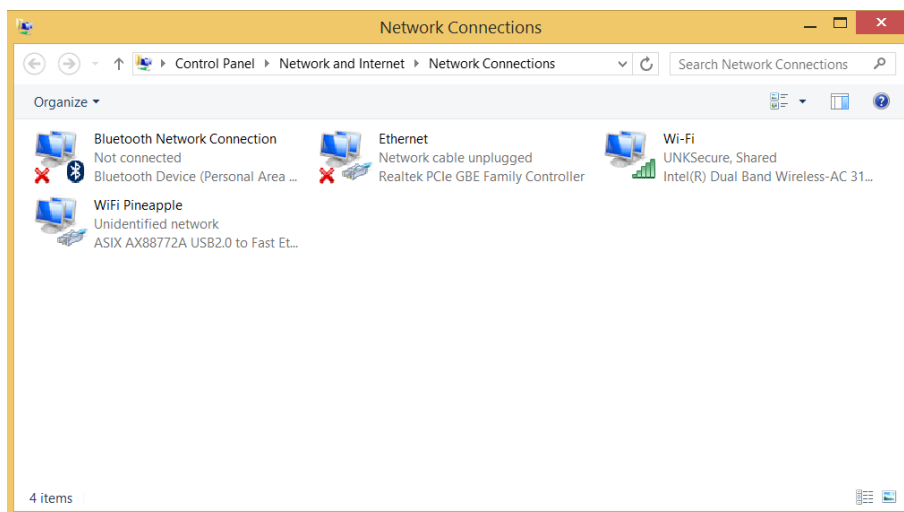 Network Connections
Control Panel Network and Internet Network Connections
Search Network Connections
Organize
Bluetooth Network Connection
Not connected
Bluetooth Device (Personal Area ...
Ethernet
Network cable unplugged
Realtek PCIe GBE Family Controller
Wi-Fi
UNKSecure, Shared
Intel(R) Dual Band Wireless-AC 31...
WiFi Pineapple
Unidentified network
ASIX AX88772A USB2.0 to Fast Et...
4 items